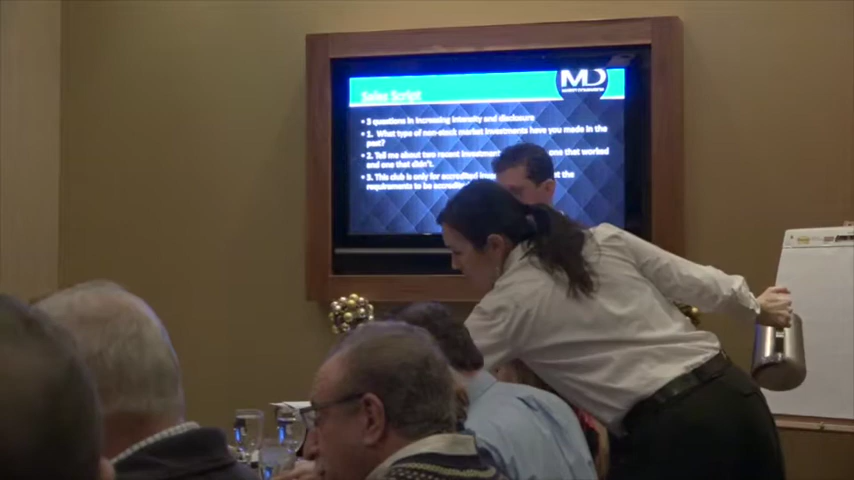 MD
Sales Script
• 3 questions in increasing intensity and disclosure
• 1. What type of non-stock market investments have you made in the
past?
• 2. Tell me about two recent investment one that worked
and one that didn't.
• 3. This club is only for accredited the
requirements to be